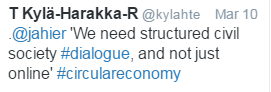 T Kylä-Harakka-R @kylahte Mar 10
.@jahier 'We need structured civil
society #dialogue, and not just
online' #circulareconomy